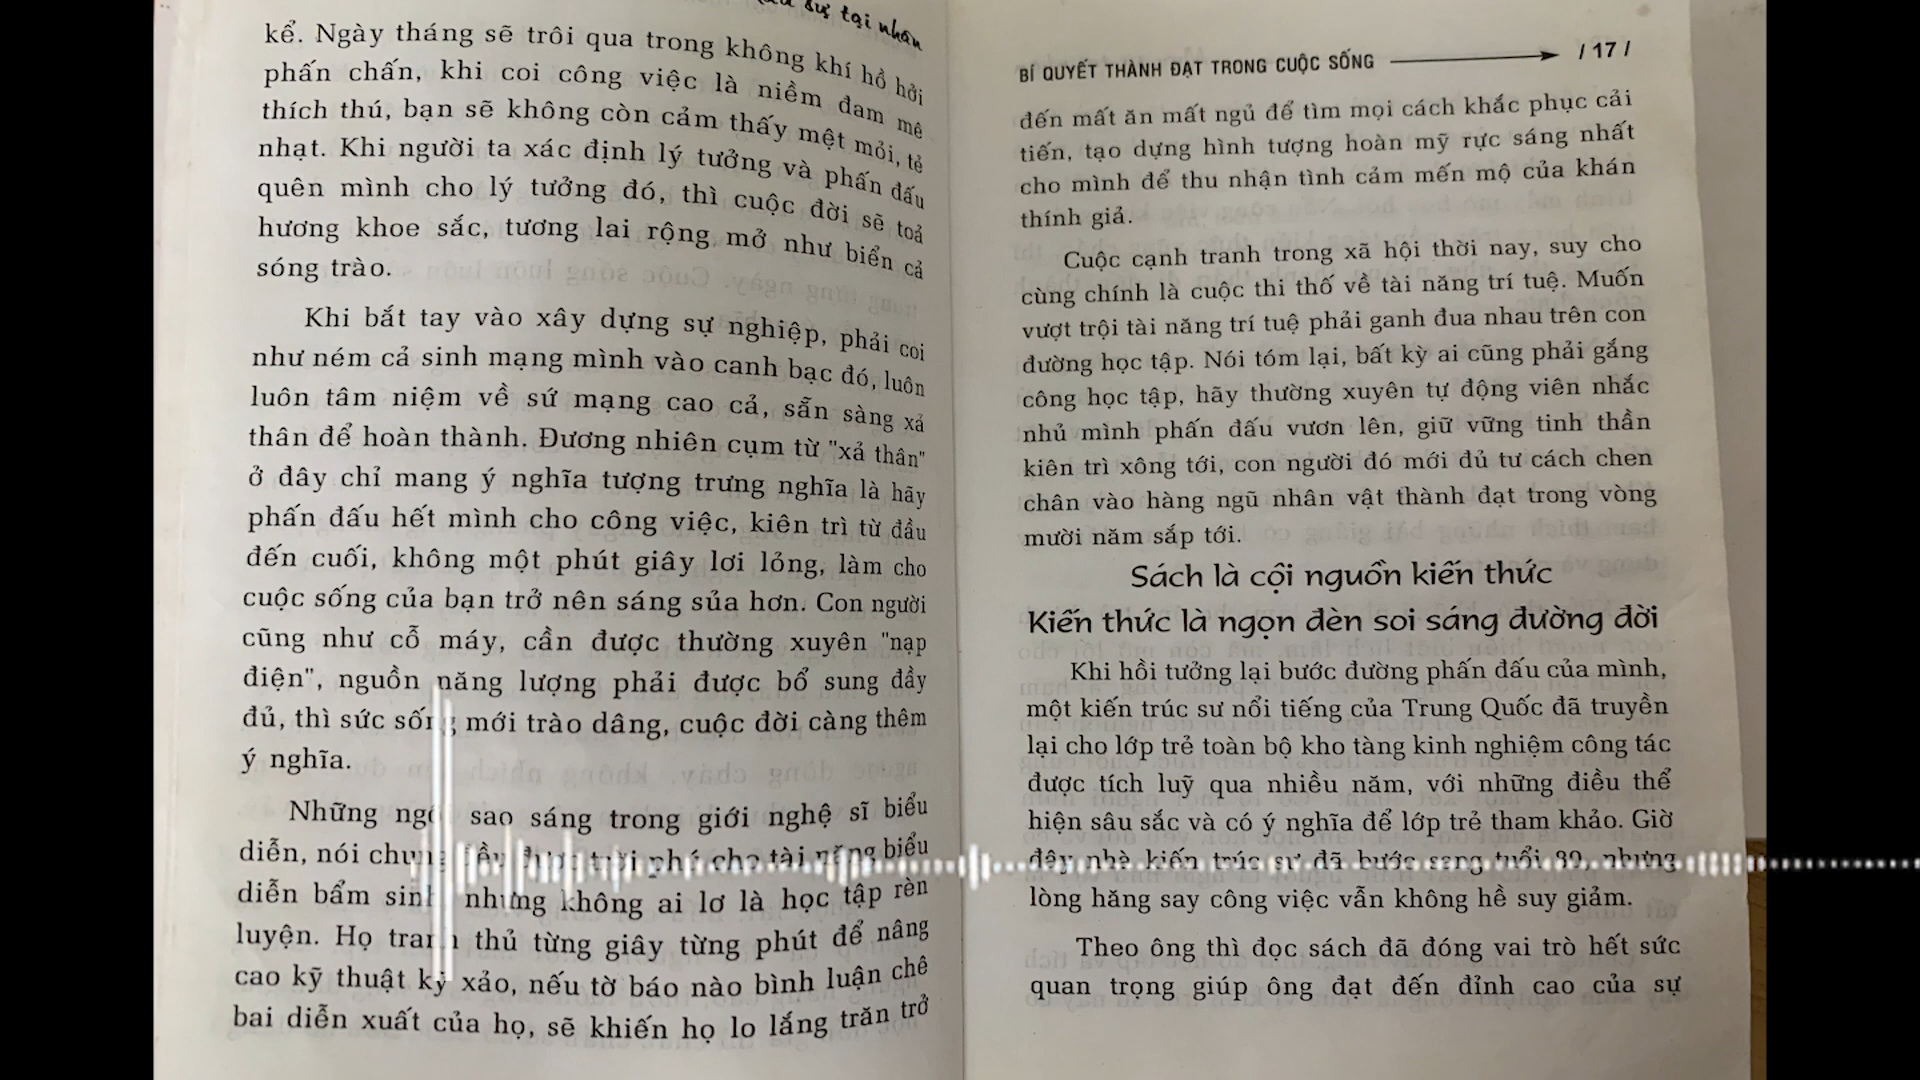 sự tại nhân
kể. Ngày tháng sẽ trôi qua trong không khí hồ hởi
phấn chấn, khi coi công việc là niềm đam mê
thích thú, bạn sẽ không còn cảm thấy mệt mỏi, tẻ
nhạt. Khi người ta xác định lý tưởng và phấn đấu
quên mình cho lý tưởng đó, thì cuộc đời sẽ toả
hương khoe sắc, tương lai rộng mở như biển cả
sóng trào.
Khi bắt tay vào xây dựng sự nghiệp, phải coi
như ném cả sinh mạng mình vào canh bạc đó, luôn
luôn tâm niệm về sứ mạng cao cả, sẵn sàng xả
thân để hoàn thành. Đương nhiên cụm từ "xả thân"
ở đây chỉ mang ý nghĩa tượng trưng nghĩa là hãy
phấn đấu hết mình cho công việc, kiên trì từ đầu
đến cuối, không một phút giây lơi lỏng, làm cho
cuộc sống của bạn trở nên sáng sủa hơn. Con người
cũng như cỗ máy, cần được thường xuyên "nạp
điện", nguồn năng lượng phải được bổ sung đầy
đủ, thì sức sống mới trào dâng, cuộc đời càng thêm
ý nghĩa.
Những ngôi sao sáng trong giới nghệ sĩ biểu
diễn, nói chung đều được trời phú cho tài năng biểu
diễn bẩm sinh, nhưng không ai lơ là học tập rèn
luyện. Họ tranh thủ từng giây từng phút để nâng
cao kỹ thuật kỹ xảo, nếu tờ báo nào bình luận chê
bai diễn xuất của họ, sẽ khiến họ lo lắng trăn trở
BÍ QUYẾT THÀNH ĐẠT TRONG CUỘC SỐNG / 17 /
đến mất ăn mất ngủ để tìm mọi cách khắc phục cải
tiến, tạo dựng hình tượng hoàn mỹ rực sáng nhất
cho mình để thu nhận tình cảm mến mộ của khán
thính giả.
Cuộc cạnh tranh trong xã hội thời nay, suy cho
cùng chính là cuộc thi thố về tài năng trí tuệ. Muốn
vượt trội tài năng trí tuệ phải ganh đua nhau trên con
đường học tập. Nói tóm lại, bất kỳ ai cũng phải gắng
công học tập, hãy thường xuyên tự động viên nhắc
nhủ mình phấn đấu vươn lên, giữ vững tinh thần
kiên trì xông tới, con người đó mới đủ tư cách chen
chân vào hàng ngũ nhân vật thành đạt trong vòng
mười năm sắp tới.
Sách là cội nguồn kiến thức
Kiến thức là ngọn đèn soi sáng đường đời
Khi hồi tưởng lại bước đường phấn đấu của mình,
một kiến trúc sư nổi tiếng của Trung Quốc đã truyền
lại cho lớp trẻ toàn bộ kho tàng kinh nghiệm công tác
được tích luỹ qua nhiều năm, với những điều thể
hiện sâu sắc và có ý nghĩa để lớp trẻ tham khảo. Giờ
đây nhà kiến trúc sư đã bước sang tuổi 80, nhưng
lòng hăng say công việc vẫn không hề suy giảm.
Theo ông thì đọc sách đã đóng vai trò hết sức
quan trọng giúp ông đạt đến đỉnh cao của sự